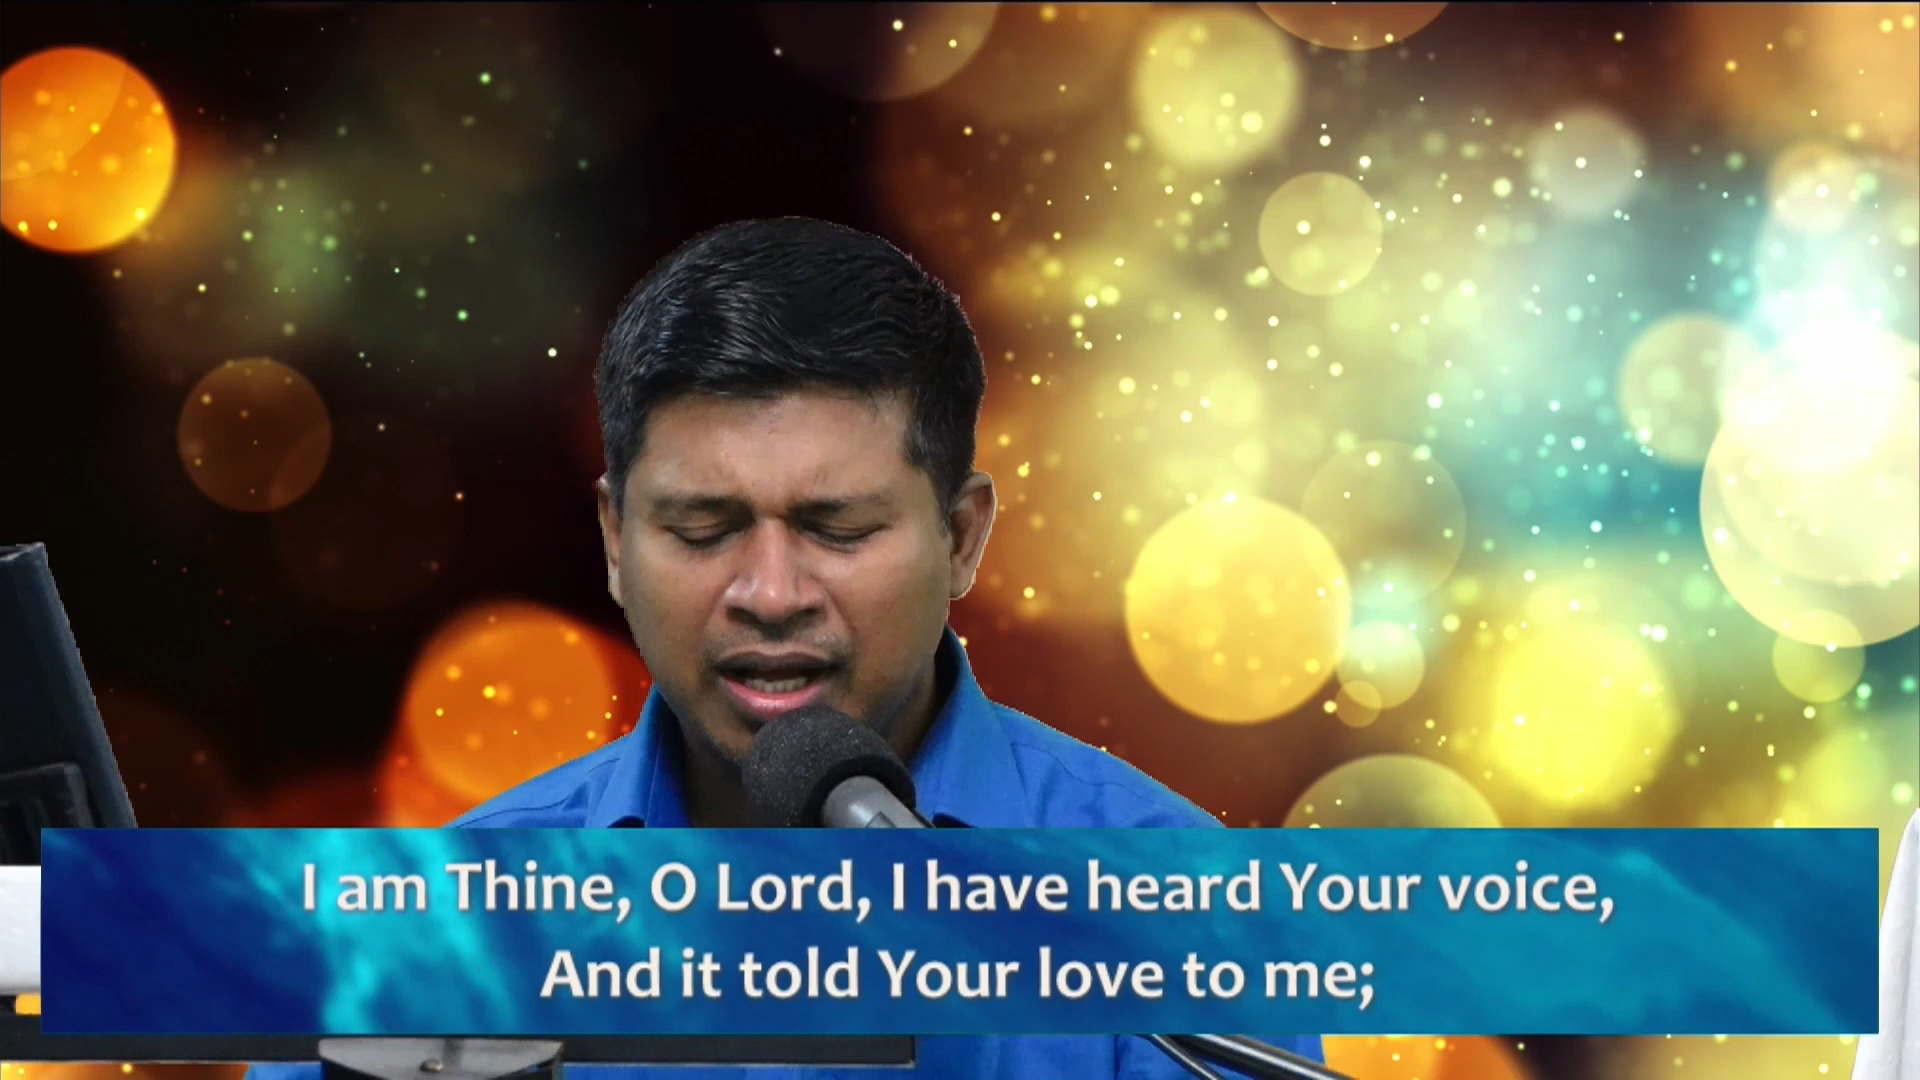 I am Thine, O Lord, I have heard Your voice,
And it told Your love to me;